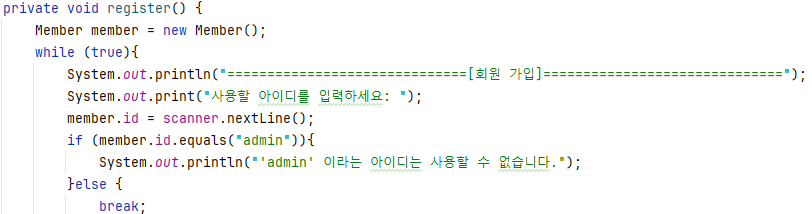 private void register() {
    Member member = new Member();
    while (true){
        System.out.println("==============================[회원 가입]==============================");
        System.out.print("사용할 아이디를 입력하세요: ");
        member.id = scanner.nextLine();
        if (member.id.equals("admin")){
            System.out.println("'admin' 이라는 아이디는 사용할 수 없습니다.");
        }else {
            break;